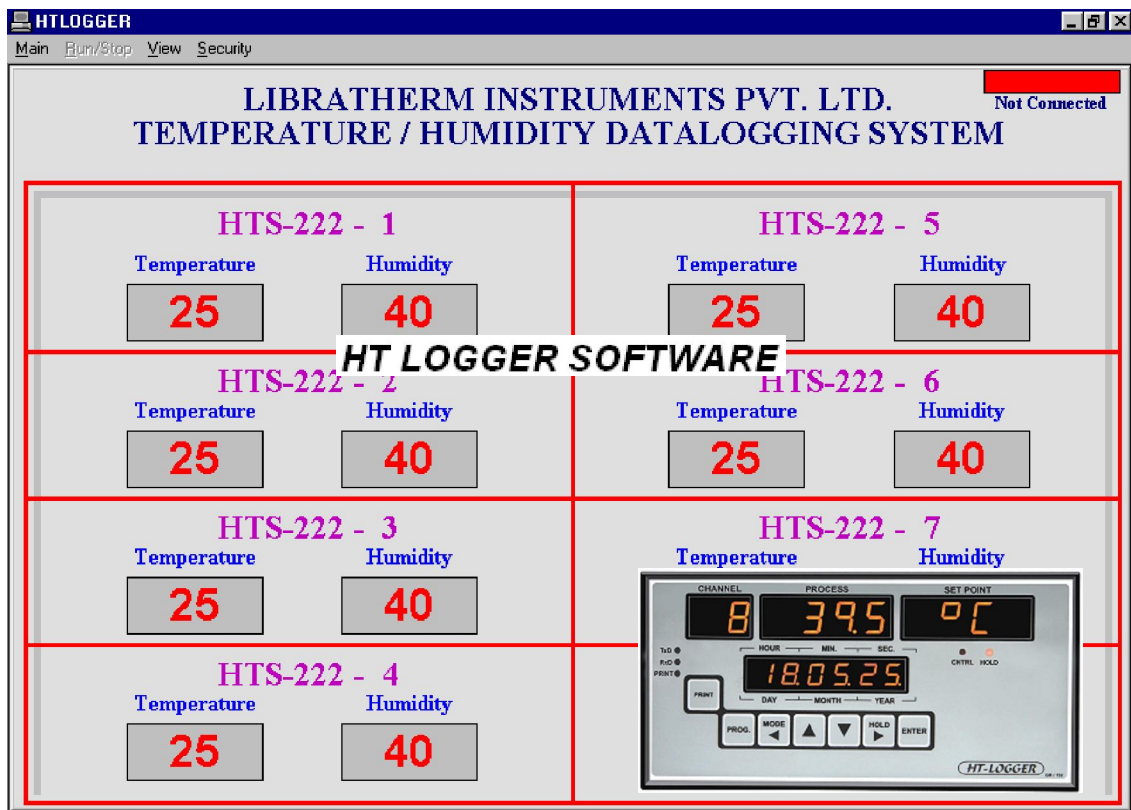 HTLOGGER
Main Run/Stop View Security
LIBRATHERM INSTRUMENTS PVT. LTD.
Not Connected
TEMPERATURE / HUMIDITY DATALOGGING SYSTEM
HTS-222 - 1
Temperature Humidity
25 40
HTS-222 - 5
Temperature Humidity
25 40
HT LOGGER SOFTWARE
HTS-222 - 2
Temperature Humidity
25 40
HTS-222 - 6
Temperature Humidity
25 40
HTS-222 - 3
Temperature Humidity
25 40
HTS-222 - 7
Temperature Humidity
HTS-222 - 4
Temperature Humidity
25 40
CHANNEL PROCESS SET POINT
8 39.5 °C
TxD HOUR MIN. SEC.
RxD CNTRL HOLD
PRINT
18.05.25.
PRINT DAY MONTH YEAR
PROG. MODE HOLD ENTER
HT-LOGGER